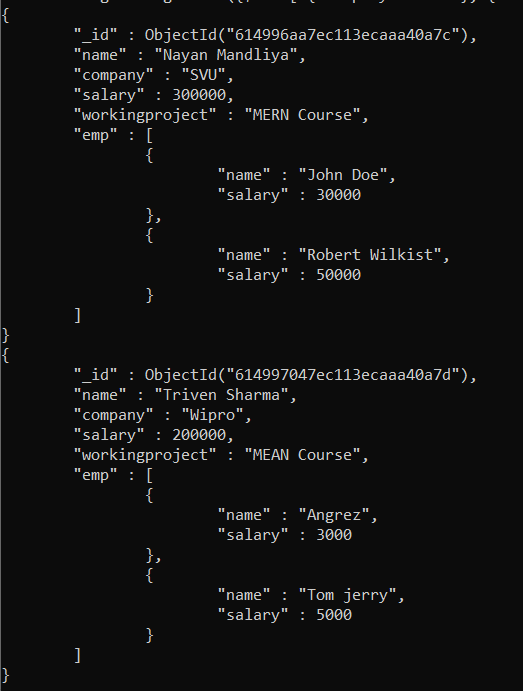 {
"_id" : ObjectId("614996aa7ec113ecaaa40a7c"),
"name" : "Nayan Mandliya",
"company" : "SVU",
"salary" : 300000,
"workingproject" : "MERN Course",
"emp" : [
{
"name" : "John Doe",
"salary" : 30000
},
{
"name" : "Robert Wilkist",
"salary" : 50000
}
]
}
{
"_id" : ObjectId("614997047ec113ecaaa40a7d"),
"name" : "Triven Sharma",
"company" : "Wipro",
"salary" : 200000,
"workingproject" : "MEAN Course",
"emp" : [
{
"name" : "Angrez",
"salary" : 3000
},
{
"name" : "Tom jerry",
"salary" : 5000
}
]
}